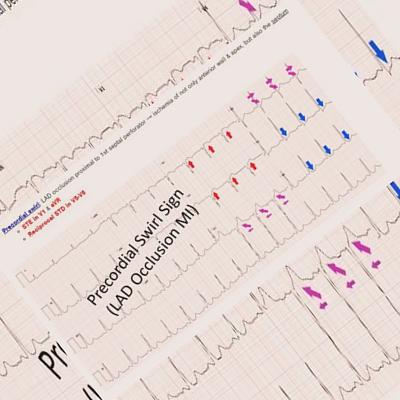 Precordial swirl: LAD occlusion proximal to 1st septal perforator → ischemia of not only anterior wall & apex, but also the septum
STE in V1 & aVR
Reciprocal STD in V5-V6
Precordial Swirl Sign
(LAD Occlusion MI)